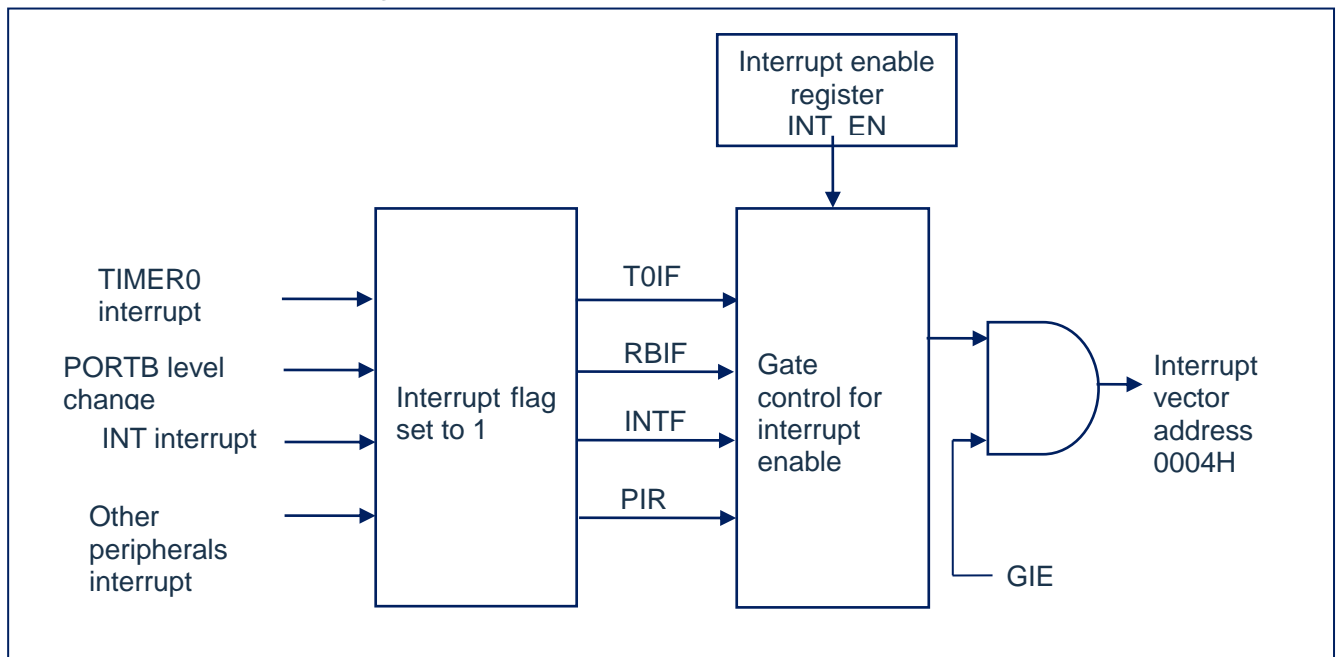 Interrupt enable
register
INT_EN
TIMER0
interrupt
PORTB level
change
INT interrupt
Other
peripherals
interrupt
Interrupt flag
set to 1
T0IF
RBIF
INTF
PIR
Gate
control for
interrupt
enable
GIE
Interrupt
vector
address
0004H